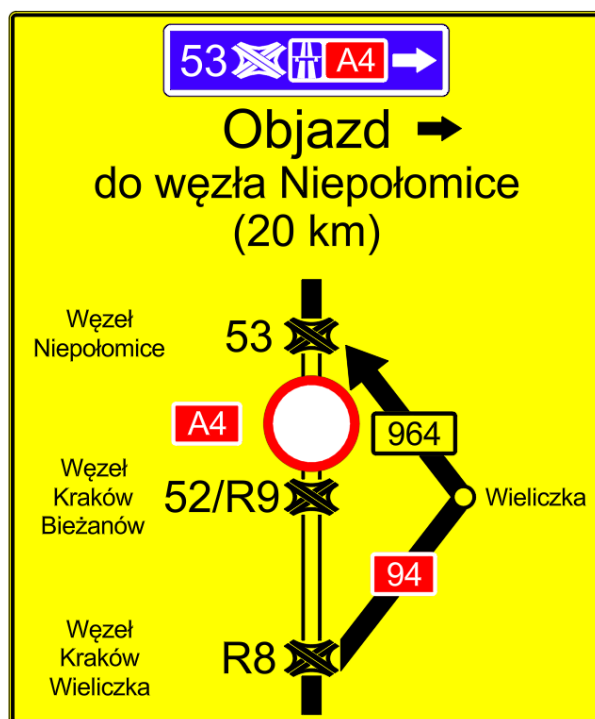 53 A4
Objazd
do węzła Niepołomice
(20 km)
Węzeł
Niepołomice
53
A4
964
Węzeł
Kraków
Bieżanów
52/R9
Wieliczka
94
Węzeł
Kraków
Wieliczka
R8